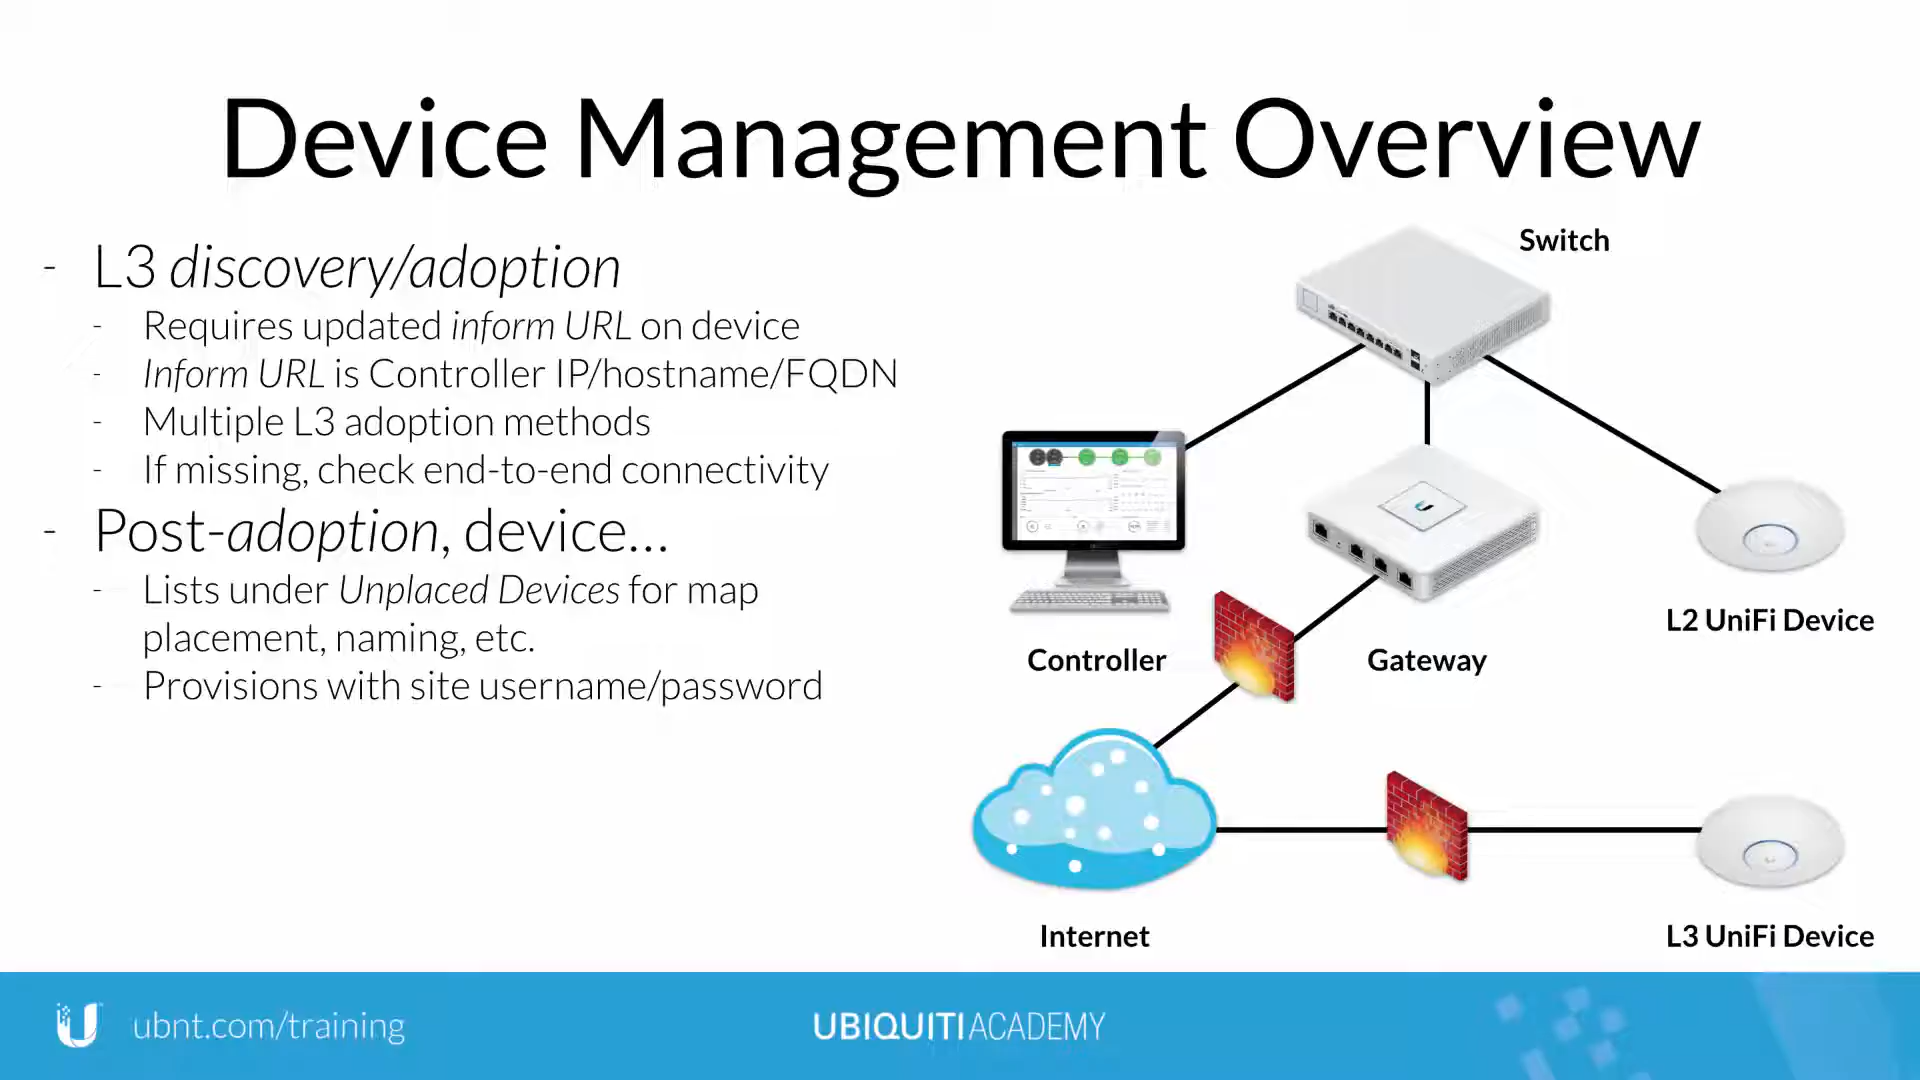 Device Management Overview
- L3 discovery/adoption
- Requires updated inform URL on device
- Inform URL is Controller IP/hostname/FQDN
- Multiple L3 adoption methods
- If missing, check end-to-end connectivity
- Post-adoption, device...
- Lists under Unplaced Devices for map
placement, naming, etc.
- Provisions with site username/password
Switch
Controller
Gateway
L2 UniFi Device
Internet
L3 UniFi Device
ubnt.com/training
UBIQUITI ACADEMY